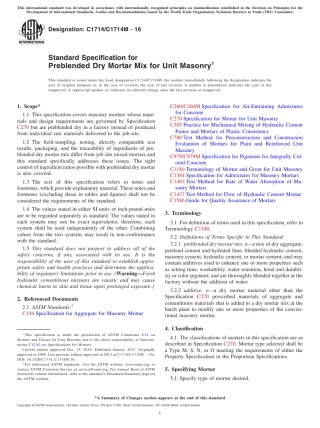 This international standard was developed in accordance with internationally recognized principles on standardization established in the Decision on Principles for the
Development of International Standards, Guides and Recommendations issued by the World Trade Organization Technical Barriers to Trade (TBT) Committee.
Designation: C1714/C1714M − 16
INTERNATIONAL
Standard Specification for
Preblended Dry Mortar Mix for Unit Masonry1
This standard is issued under the fixed designation C1714/C1714M; the number immediately following the designation indicates the
year of original adoption or, in the case of revision, the year of last revision. A number in parentheses indicates the year of last
reapproval. A superscript epsilon (ε) indicates an editorial change since the last revision or reapproval.
1. Scope*
1.1 This specification covers mortars whose mate-
rials and design requirements are governed by Specification
C270 but are preblended dry in a factory instead of produced
from individual raw materials delivered to the job site.
1.2 The field-sampling, testing, directly comparable test
results, packaging, and the traceability of ingredients of pre-
blended dry mortar mix differ from job site mixed mortars and
this standard specifically addresses these issues. The tight
control of ingredient ratios possible with preblended dry mortar
is also covered.
1.3 The text of this specification refers to notes and
footnotes, which provide explanatory material. These notes and
footnotes (excluding those in tables and figures) shall not be
considered the requirements of the standard.
1.4 The values stated in either SI units or inch-pound units
are to be regarded separately as standard. The values stated in
each system may not be exact equivalents; therefore, each
system shall be used independently of the other. Combining
values from the two systems may result in non-conformance
with the standard.
1.5 This standard does not purport to address all of the
safety concerns, if any, associated with its use. It is the
responsibility of the user of this standard to establish appro-
priate safety and health practices and determine the applica-
bility of regulatory limitations prior to use. (Warning—Fresh
hydraulic cementitious mixtures are caustic and may cause
chemical burns to skin and tissue upon prolonged exposure.)
2. Referenced Documents
2.1 ASTM Standards:2
C144 Specification for Aggregate for Masonry Mortar
1 This specification is under the jurisdiction of ASTM Committee C12 on
Mortars and Grouts for Unit Masonry and is the direct responsibility of Subcom-
mittee C12.05 on Specifications for Mortars.
Current edition approved Dec. 15, 2016. Published January 2017. Originally
approved in 2009. Last previous edition approved in 2015 as C1714/C1714M – 15a.
DOI: 10.1520/C1714_C1714M-16.
2 For referenced ASTM standards, visit the ASTM website, www.astm.org, or
contact ASTM Customer Service at service@astm.org. For Annual Book of ASTM
Standards volume information, refer to the standard's Document Summary page on
the ASTM website.
C260/C260M Specification for Air-Entraining Admixtures
for Concrete
C270 Specification for Mortar for Unit Masonry
C305 Practice for Mechanical Mixing of Hydraulic Cement
Pastes and Mortars of Plastic Consistency
C780 Test Method for Preconstruction and Construction
Evaluation of Mortars for Plain and Reinforced Unit
Masonry
C979/C979M Specification for Pigments for Integrally Col-
ored Concrete
C1180 Terminology of Mortar and Grout for Unit Masonry
C1384 Specification for Admixtures for Masonry Mortars
C1403 Test Method for Rate of Water Absorption of Ma-
sonry Mortars
C1437 Test Method for Flow of Hydraulic Cement Mortar
C1586 Guide for Quality Assurance of Mortars
3. Terminology
3.1 For definition of terms used in this specification, refer to
Terminology C1180.
3.2 Definitions of Terms Specific to This Standard:
3.2.1 preblended dry mortar mix, n—a mix of dry aggregate;
portland cement and hydrated lime, blended hydraulic cement,
masonry cement, hydraulic cement, or mortar cement; and may
contain additives used to enhance one or more properties such
as setting time, workability, water retention, bond and durabil-
ity or color pigment; and are thoroughly blended together at the
factory without the addition of water.
3.2.2 additive, n—a dry mortar material other than the
Specification C270 prescribed materials of aggregate and
cementitious materials that is added to a dry mortar mix at the
batch plant to modify one or more properties of the conven-
tional masonry mortar.
4. Classification
4.1 The classifications of mortars in this specification are as
described in Specification C270. Mortar type selected shall be
a Type M, S, N, or O meeting the requirements of either the
Property Specification or the Proportion Specifications.
5. Specifying Mortar
5.1 Specify type of mortar desired.
*A Summary of Changes section appears at the end of this standard
Copyright © ASTM International, 100 Barr Harbor Drive, PO Box C700, West Conshohocken, PA 19428-2959. United States
1